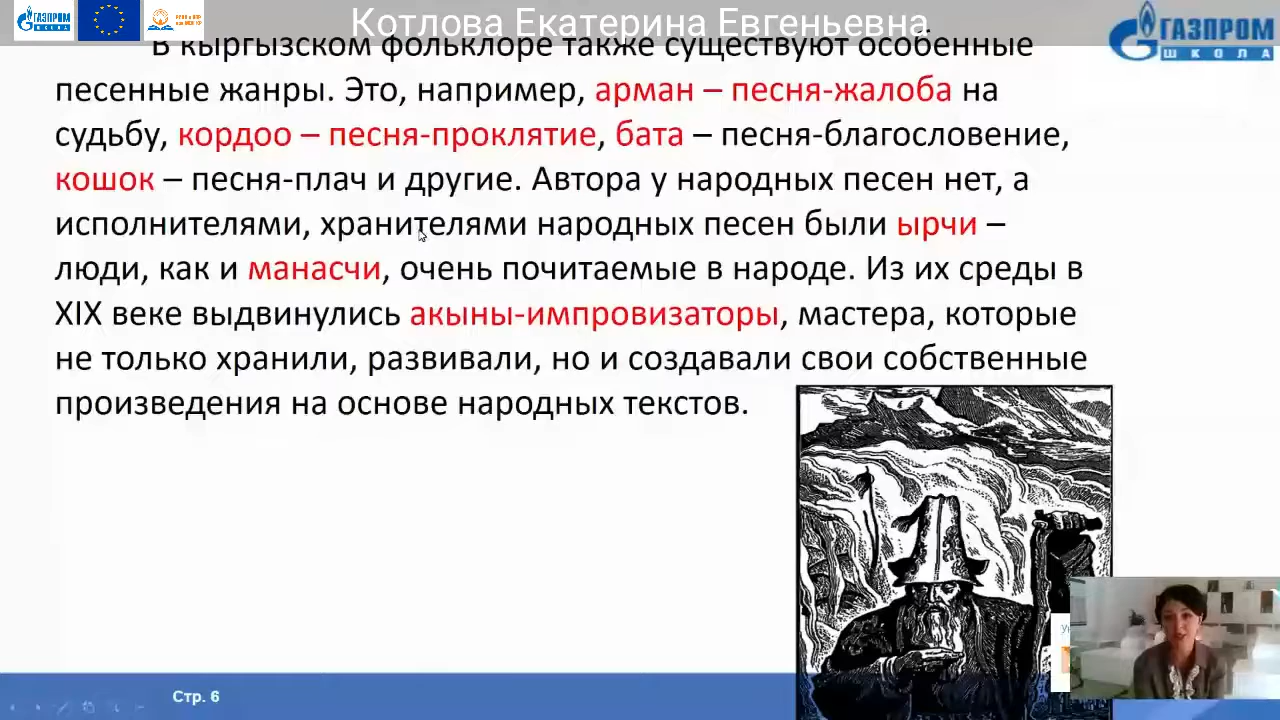 Котлова Екатерина Евгеньевна
ГАЗПРОМ
ШКОЛА
ГАЗПРОМ
ШКОЛА
В кыргызском фольклоре также существуют особенные
песенные жанры. Это, например, арман – песня-жалоба на
судьбу, кордоо – песня-проклятие, бата – песня-благословение,
кошок – песня-плач и другие. Автора у народных песен нет, а
исполнителями, хранителями народных песен были ырчи –
люди, как и манасчи, очень почитаемые в народе. Из их среды в
XIX веке выдвинулись акыны-импровизаторы, мастера, которые
не только хранили, развивали, но и создавали свои собственные
произведения на основе народных текстов.
Стр. 6